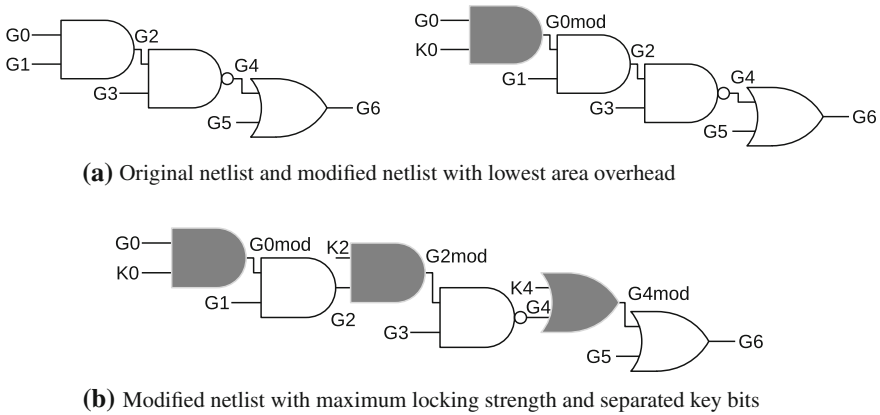 G0
G1
G2
G3
G4
G5
G6
G0
K0
G0mod
G1
G2
G3
G4
G5
G6
(a) Original netlist and modified netlist with lowest area overhead
G0
K0
G0mod
G1
G2
K2
G2mod
G3
G4
K4
G4mod
G5
G6
(b) Modified netlist with maximum locking strength and separated key bits